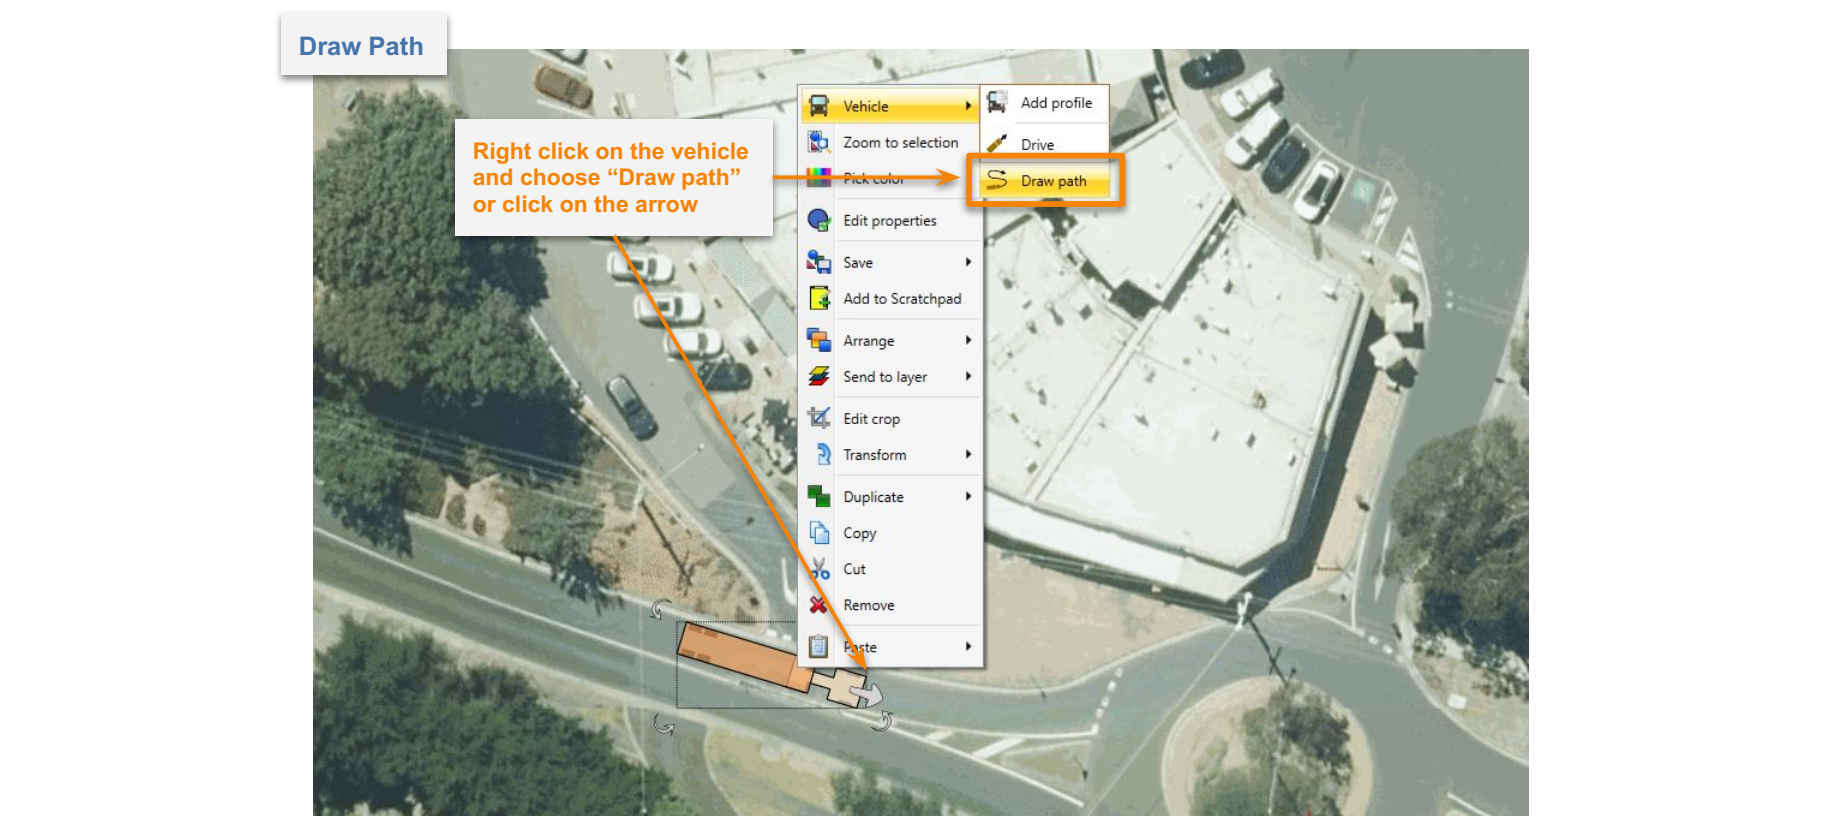 Draw Path
Right click on the vehicle
and choose “Draw path”
or click on the arrow
Vehicle
Zoom to selection
Pick color
Edit properties
Save
Add to Scratchpad
Arrange
Send to layer
Edit crop
Transform
Duplicate
Copy
Cut
Remove
Paste
Add profile
Drive
Draw path